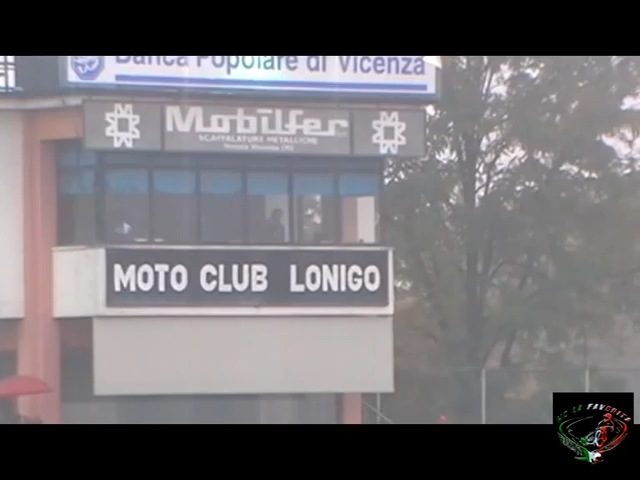 Banca Popolare di Vicenza
Mobilfer
SCAFFALATURE METALLICHE
MOTO CLUB LONIGO